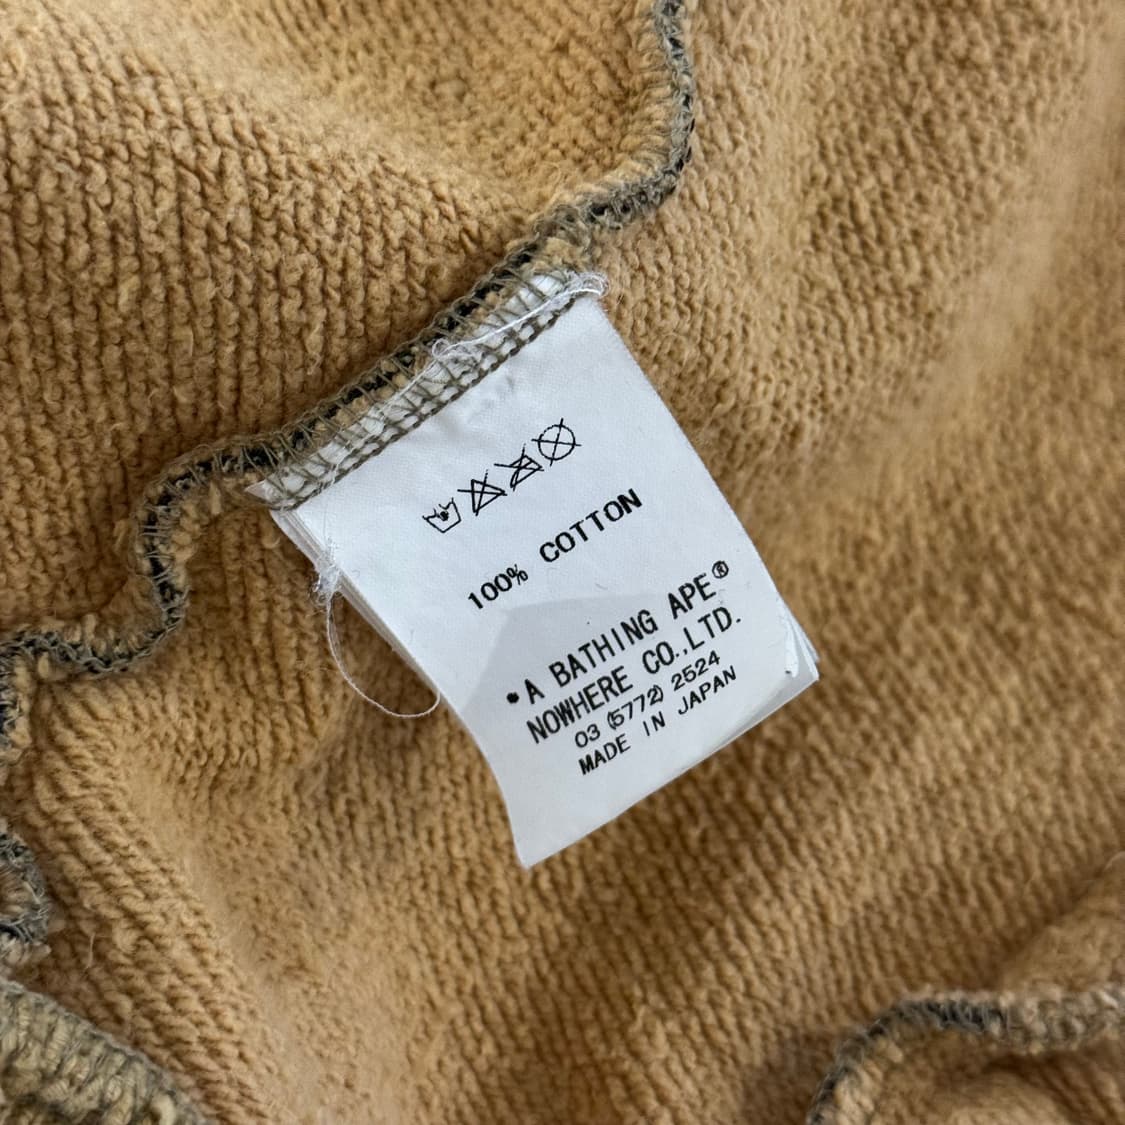 100% COTTON
•A BATHING APE®
NOWHERE CO.,LTD.
03 (5772) 2524
MADE IN JAPAN